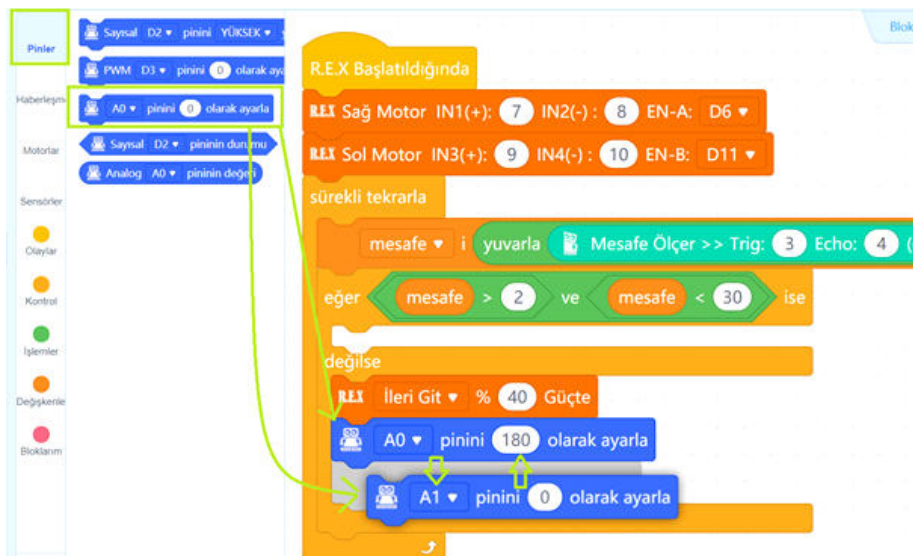 Pinler
Haberleşm
Motorlar
Sensörler
Olaylar
Kontrol
İşlemler
Değişkenle
Bloklarım
Sayısal D2 pinini YÜKSEK
PWM D3 pinini 0 olarak aya
A0 pinini 0 olarak ayarla
Sayısal D2 pininin durumu
Analog A0 pininin değeri
Blok
R.E.X Başlatıldığında
R.E.X Sağ Motor IN1(+): 7 IN2(-) : 8 EN-A: D6
R.E.X Sol Motor IN3(+): 9 IN4(-) : 10 EN-B: D11
sürekli tekrarla
mesafe i yuvarla Mesafe Ölçer >> Trig: 3 Echo: 4 (
eğer mesafe > 2 ve mesafe < 30 ise
değilse
R.E.X İleri Git % 40 Güçte
A0 pinini 180 olarak ayarla
A1 pinini 0 olarak ayarla